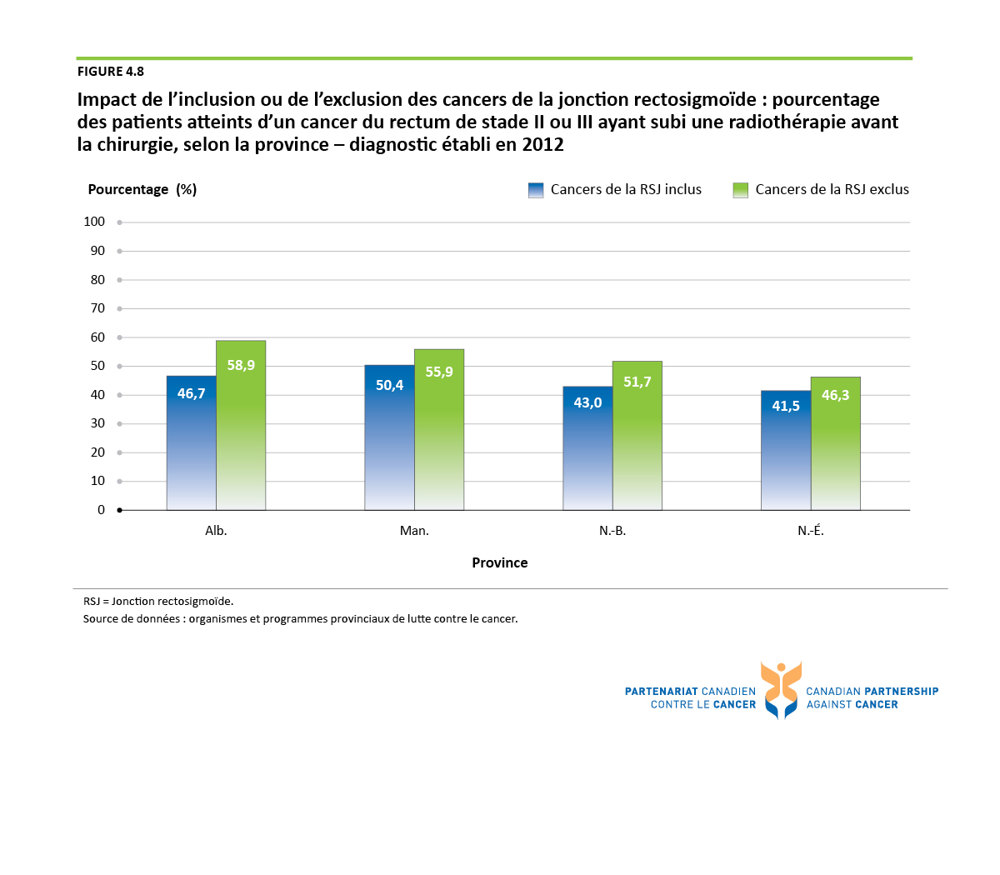 FIGURE 4.8
Impact de l’inclusion ou de l’exclusion des cancers de la jonction rectosigmoïde : pourcentage
des patients atteints d’un cancer du rectum de stade II ou III ayant subi une radiothérapie avant
la chirurgie, selon la province – diagnostic établi en 2012
Pourcentage (%)
Cancers de la RSJ inclus
Cancers de la RSJ exclus
100
90
80
70
60
50
40
30
20
10
0
46,7
58,9
50,4
55,9
43,0
51,7
41,5
46,3
Alb.
Man.
N.-B.
N.-É.
Province
RSJ = Jonction rectosigmoïde.
Source de données : organismes et programmes provinciaux de lutte contre le cancer.
PARTENARIAT CANADIEN
CONTRE LE CANCER
CANADIAN PARTNERSHIP
AGAINST CANCER